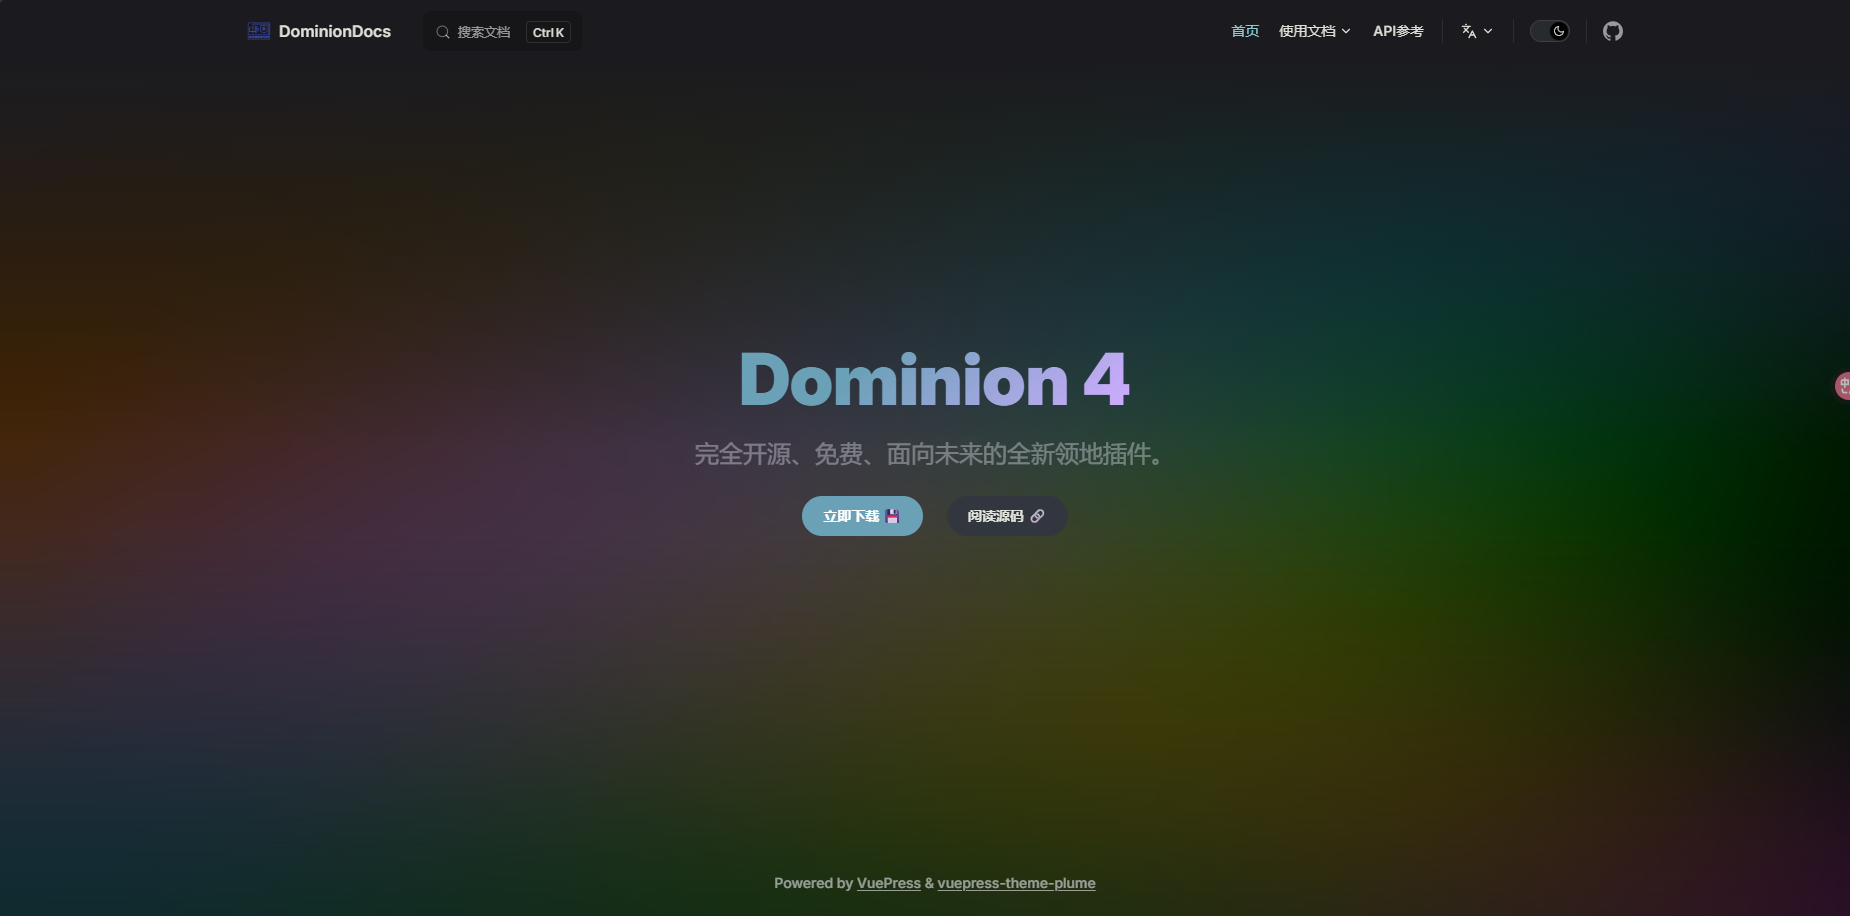 DominionDocs 搜索文档 Ctrl K 首页 使用文档 API参考
Dominion 4
完全开源、免费、面向未来的全新领地插件。
立即下载 💾 阅读源码 🔗
Powered by VuePress & vuepress-theme-plume